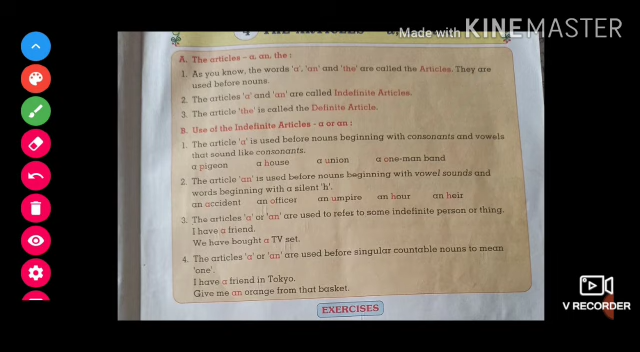 Made with KINEMASTER
4 THE ARTICLES
A. The articles - a, an, the :
1. As you know, the words 'a', 'an' and 'the' are called the Articles. They are
used before nouns.
2. The articles 'a' and 'an' are called Indefinite Articles.
3. The article 'the' is called the Definite Article.
B. Use of the Indefinite Articles - a or an :
1. The article 'a' is used before nouns beginning with consonants and vowels
that sound like consonants.
a pigeon a house a union a one-man band
2. The article 'an' is used before nouns beginning with vowel sounds and
words beginning with a silent 'h'.
an accident an officer an umpire an hour an heir
3. The articles 'a' or 'an' are used to refes to some indefinite person or thing.
I have a friend.
We have bought a TV set.
4. The articles 'a' or 'an' are used before singular countable nouns to mean
'one'.
I have a friend in Tokyo.
Give me an orange from that basket.
EXERCISES
V RECORDER